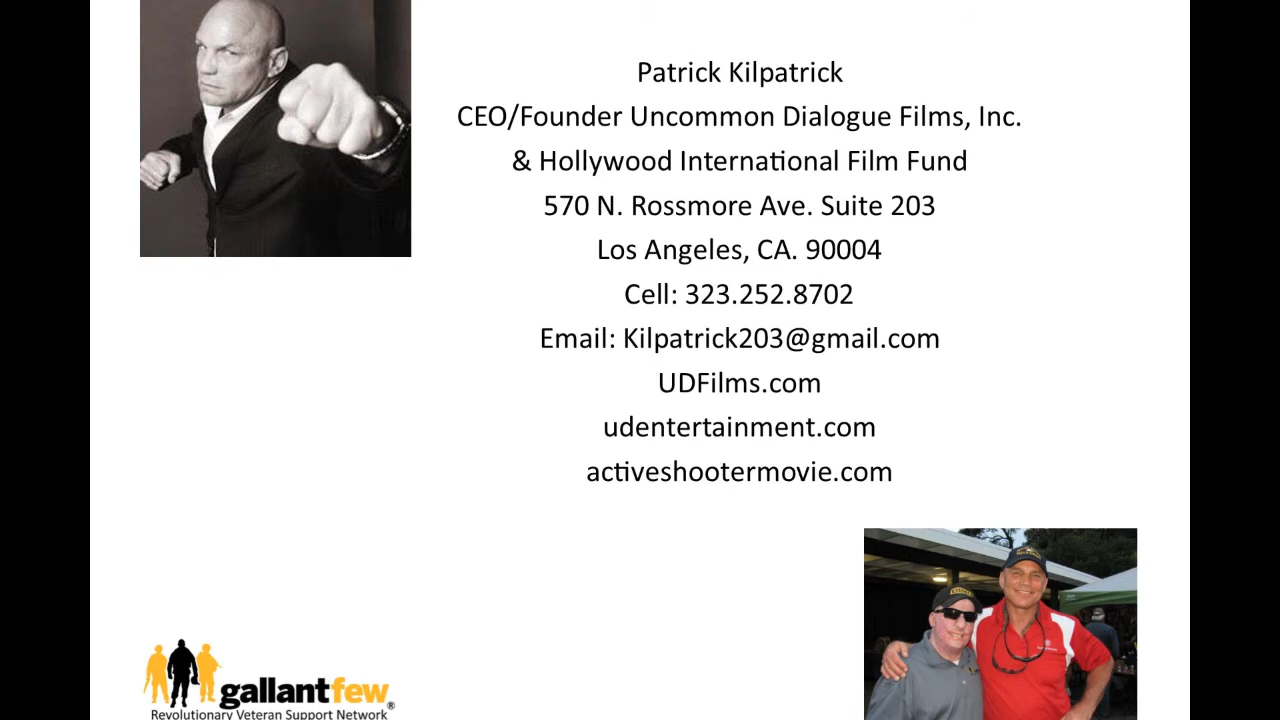 Patrick Kilpatrick
CEO/Founder Uncommon Dialogue Films, Inc.
& Hollywood International Film Fund
570 N. Rossmore Ave. Suite 203
Los Angeles, CA. 90004
Cell: 323.252.8702
Email: Kilpatrick203@gmail.com
UDFilms.com
udentertainment.com
activeshootermovie.com
gallantfew®
Revolutionary Veteran Support Network